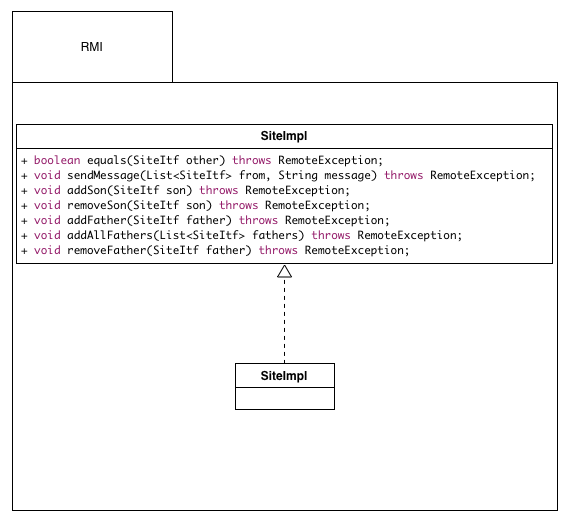 RMI
SiteImpl
+ boolean equals(SiteItf other) throws RemoteException;
+ void sendMessage(List<SiteItf> from, String message) throws RemoteException;
+ void addSon(SiteItf son) throws RemoteException;
+ void removeSon(SiteItf son) throws RemoteException;
+ void addFather(SiteItf father) throws RemoteException;
+ void addAllFathers(List<SiteItf> fathers) throws RemoteException;
+ void removeFather(SiteItf father) throws RemoteException;
SiteImpl